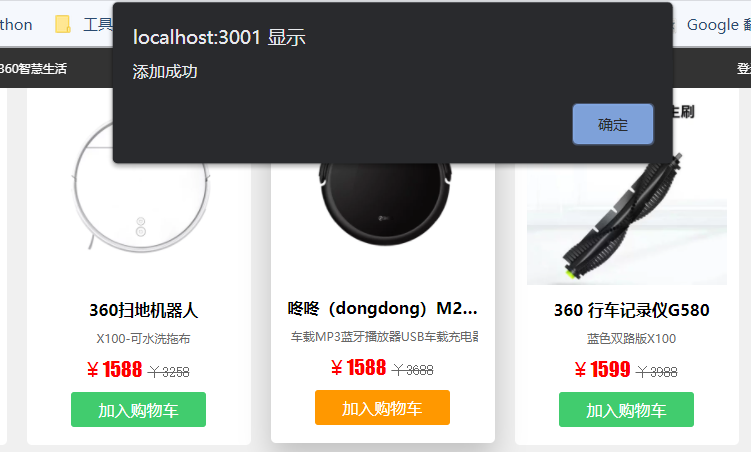 thon
工具
Google 翻
localhost:3001 显示
添加成功
确定
360智慧生活
登
主刷
360扫地机器人
X100-可水洗拖布
￥1588 ￥3258
加入购物车
咚咚（dongdong）M2...
车载MP3蓝牙播放器USB车载充电器
￥1588 ￥3688
加入购物车
360 行车记录仪G580
蓝色双路版X100
￥1599 ￥3988
加入购物车